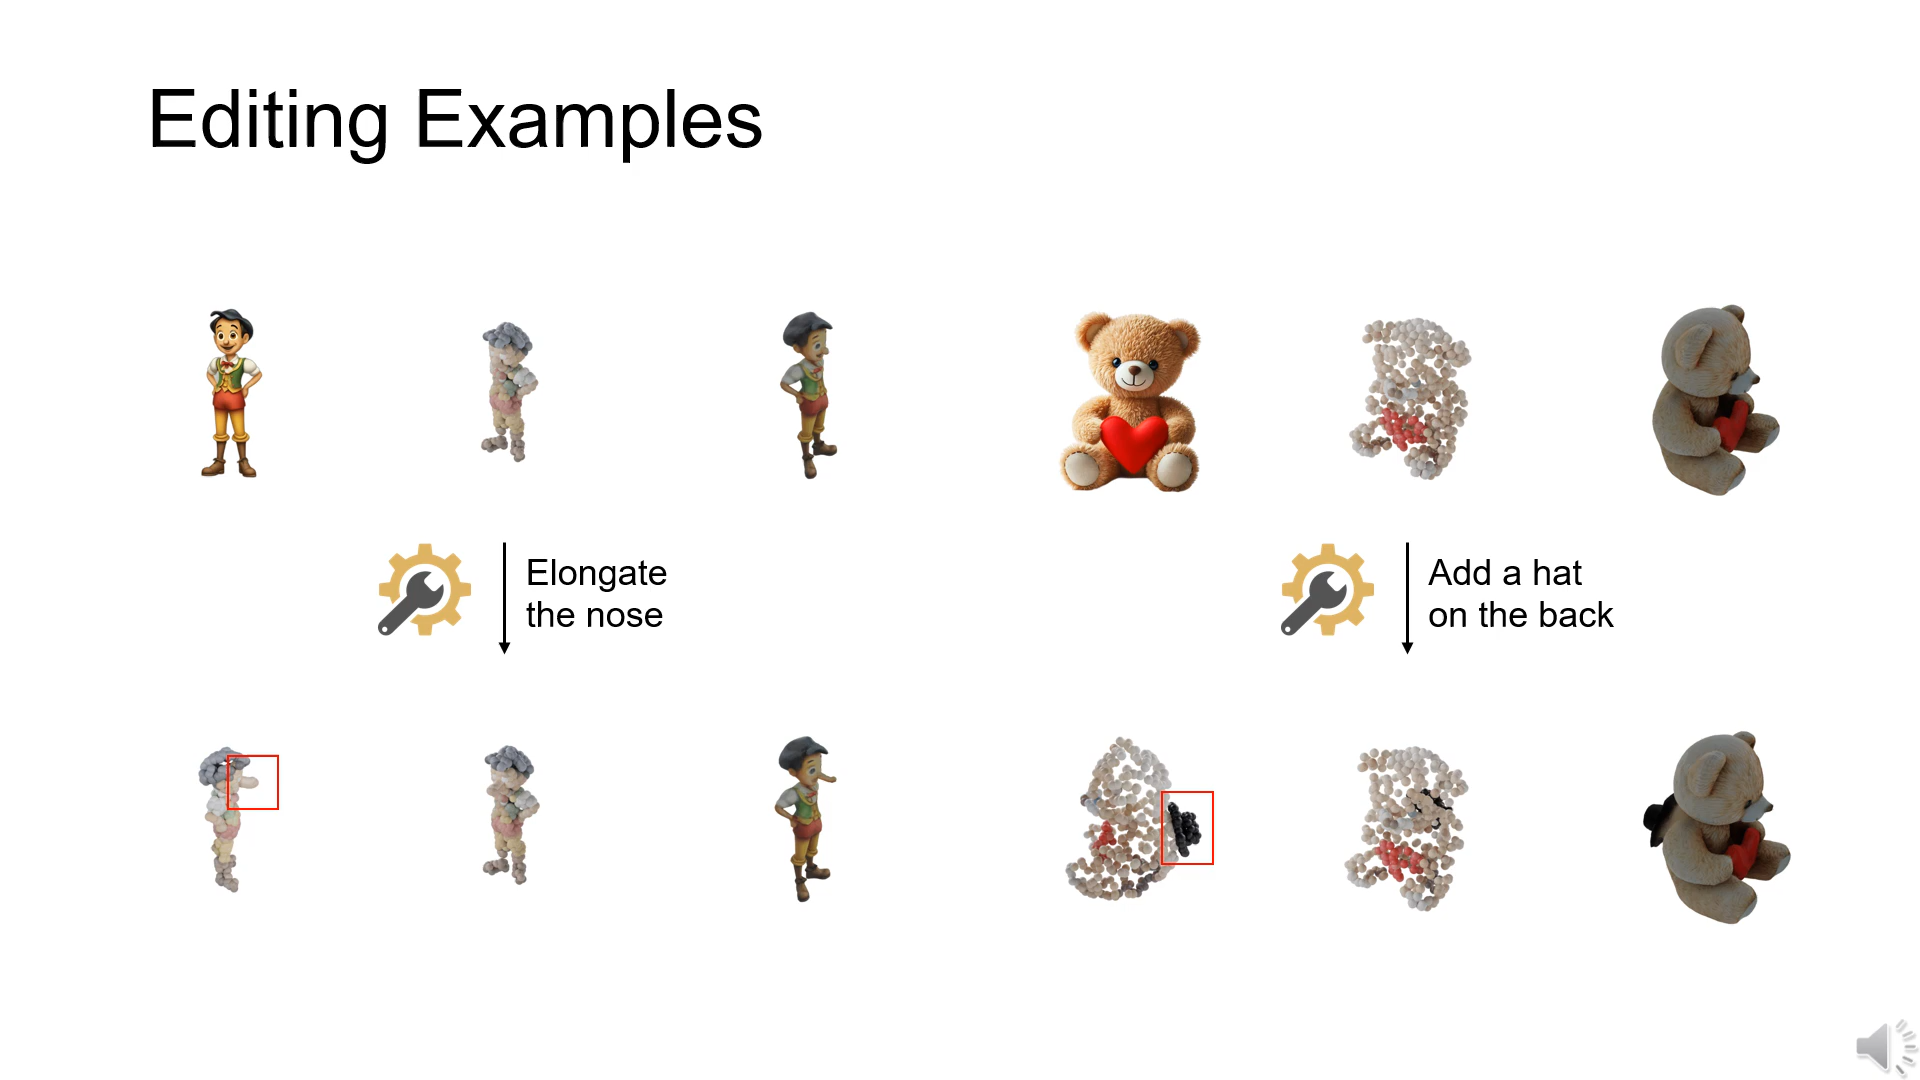 Editing Examples
Elongate
the nose
Add a hat
on the back